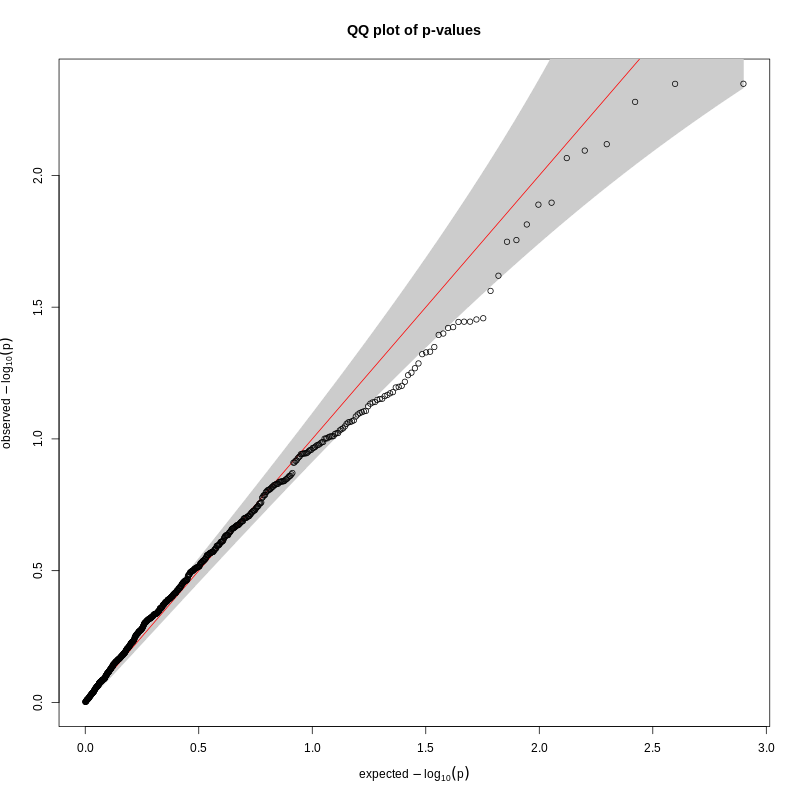 QQ plot of p-values
observed − log10(p)
2.0
1.5
1.0
0.5
0.0
0.0 0.5 1.0 1.5 2.0 2.5 3.0
expected − log10(p)